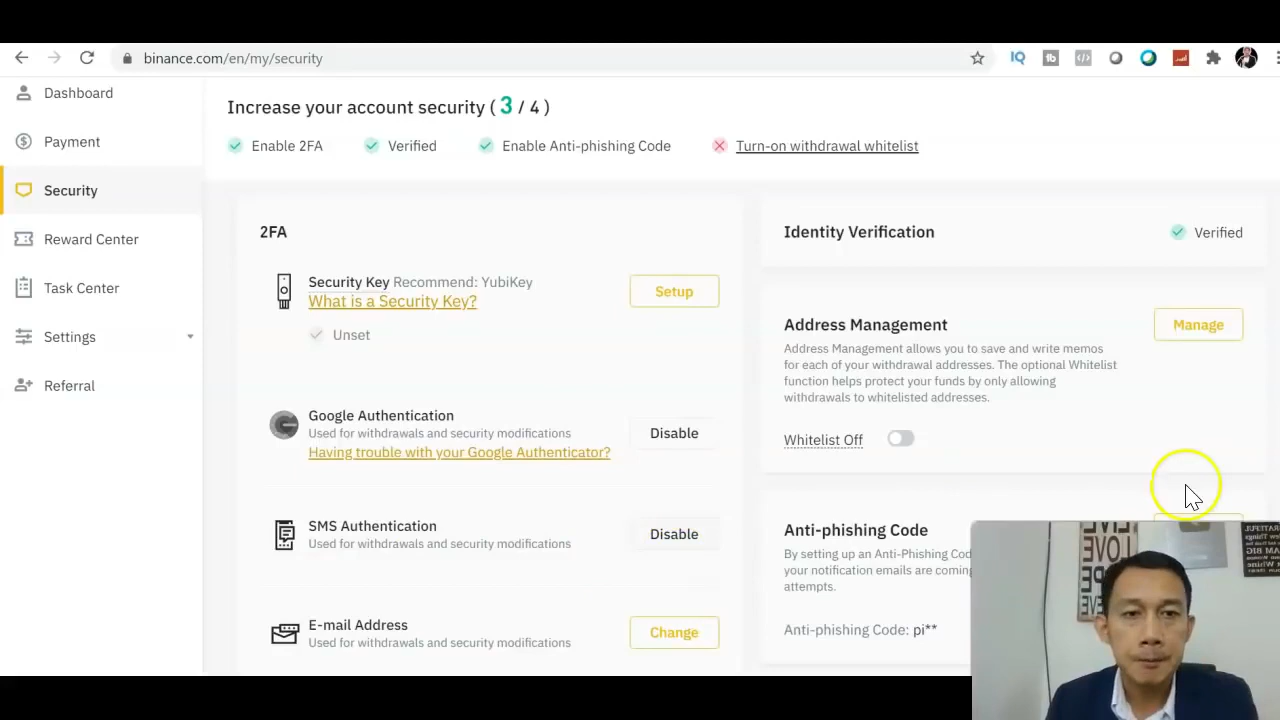 binance.com/en/my/security
Dashboard
Payment
Security
Reward Center
Task Center
Settings
Referral
Increase your account security ( 3 / 4 )
Enable 2FA
Verified
Enable Anti-phishing Code
Turn-on withdrawal whitelist
2FA
Security Key Recommend: YubiKey
What is a Security Key?
Unset
Setup
Google Authentication
Used for withdrawals and security modifications
Having trouble with your Google Authenticator?
Disable
SMS Authentication
Used for withdrawals and security modifications
Disable
E-mail Address
Used for withdrawals and security modifications
Change
Identity Verification
Verified
Address Management
Manage
Address Management allows you to save and write memos
for each of your withdrawal addresses. The optional Whitelist
function helps protect your funds by only allowing
withdrawals to whitelisted addresses.
Whitelist Off
Anti-phishing Code
By setting up an Anti-Phishing Cod
your notification emails are coming
attempts.
Anti-phishing Code: pi**
LIVE
LOVE